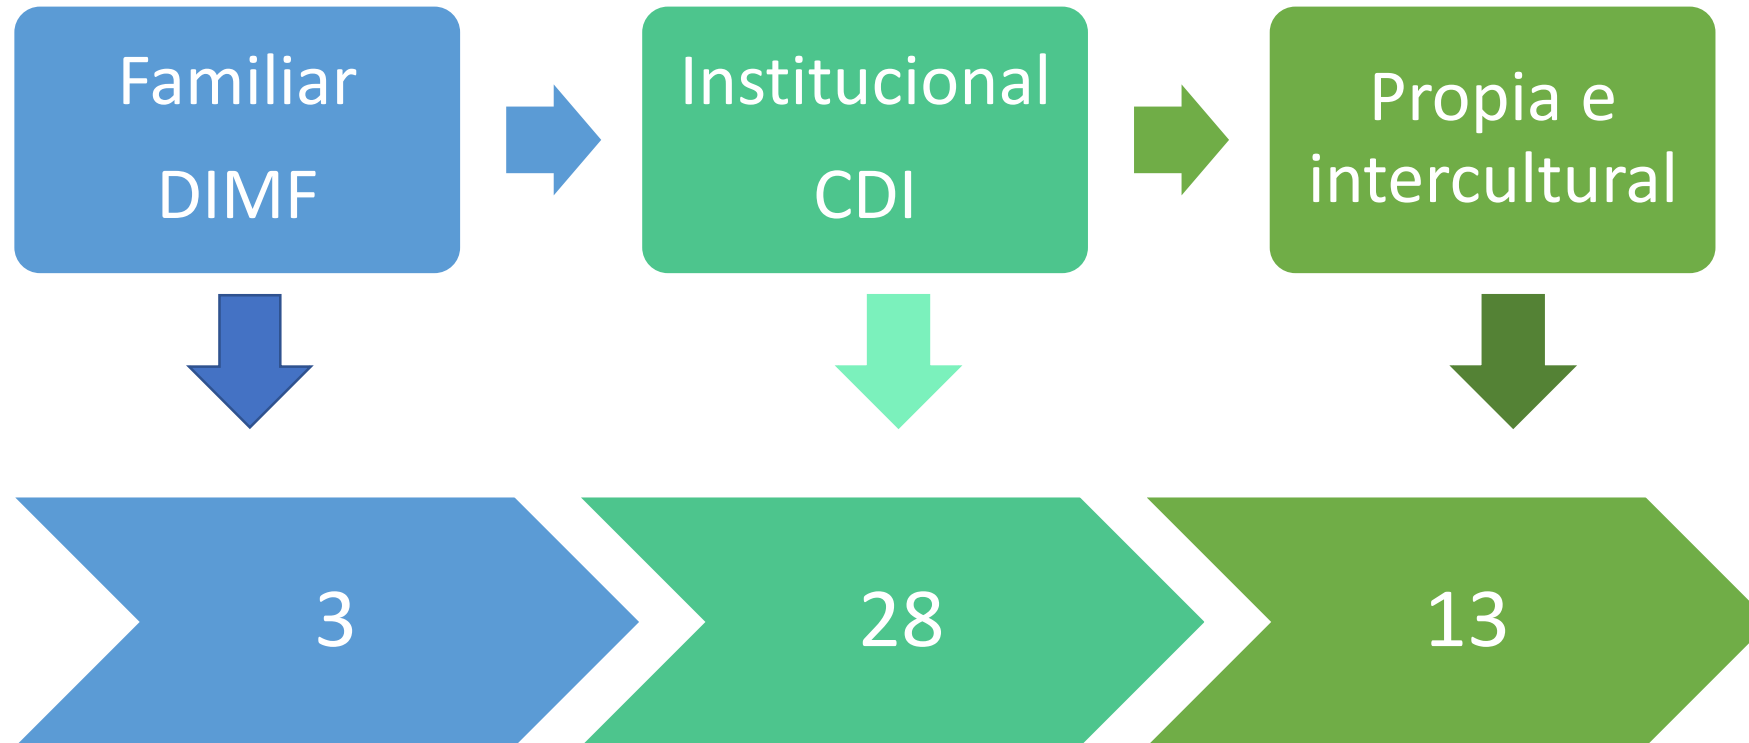 Familiar
DIMF
Institucional
CDI
Propia e
intercultural
3
28
13